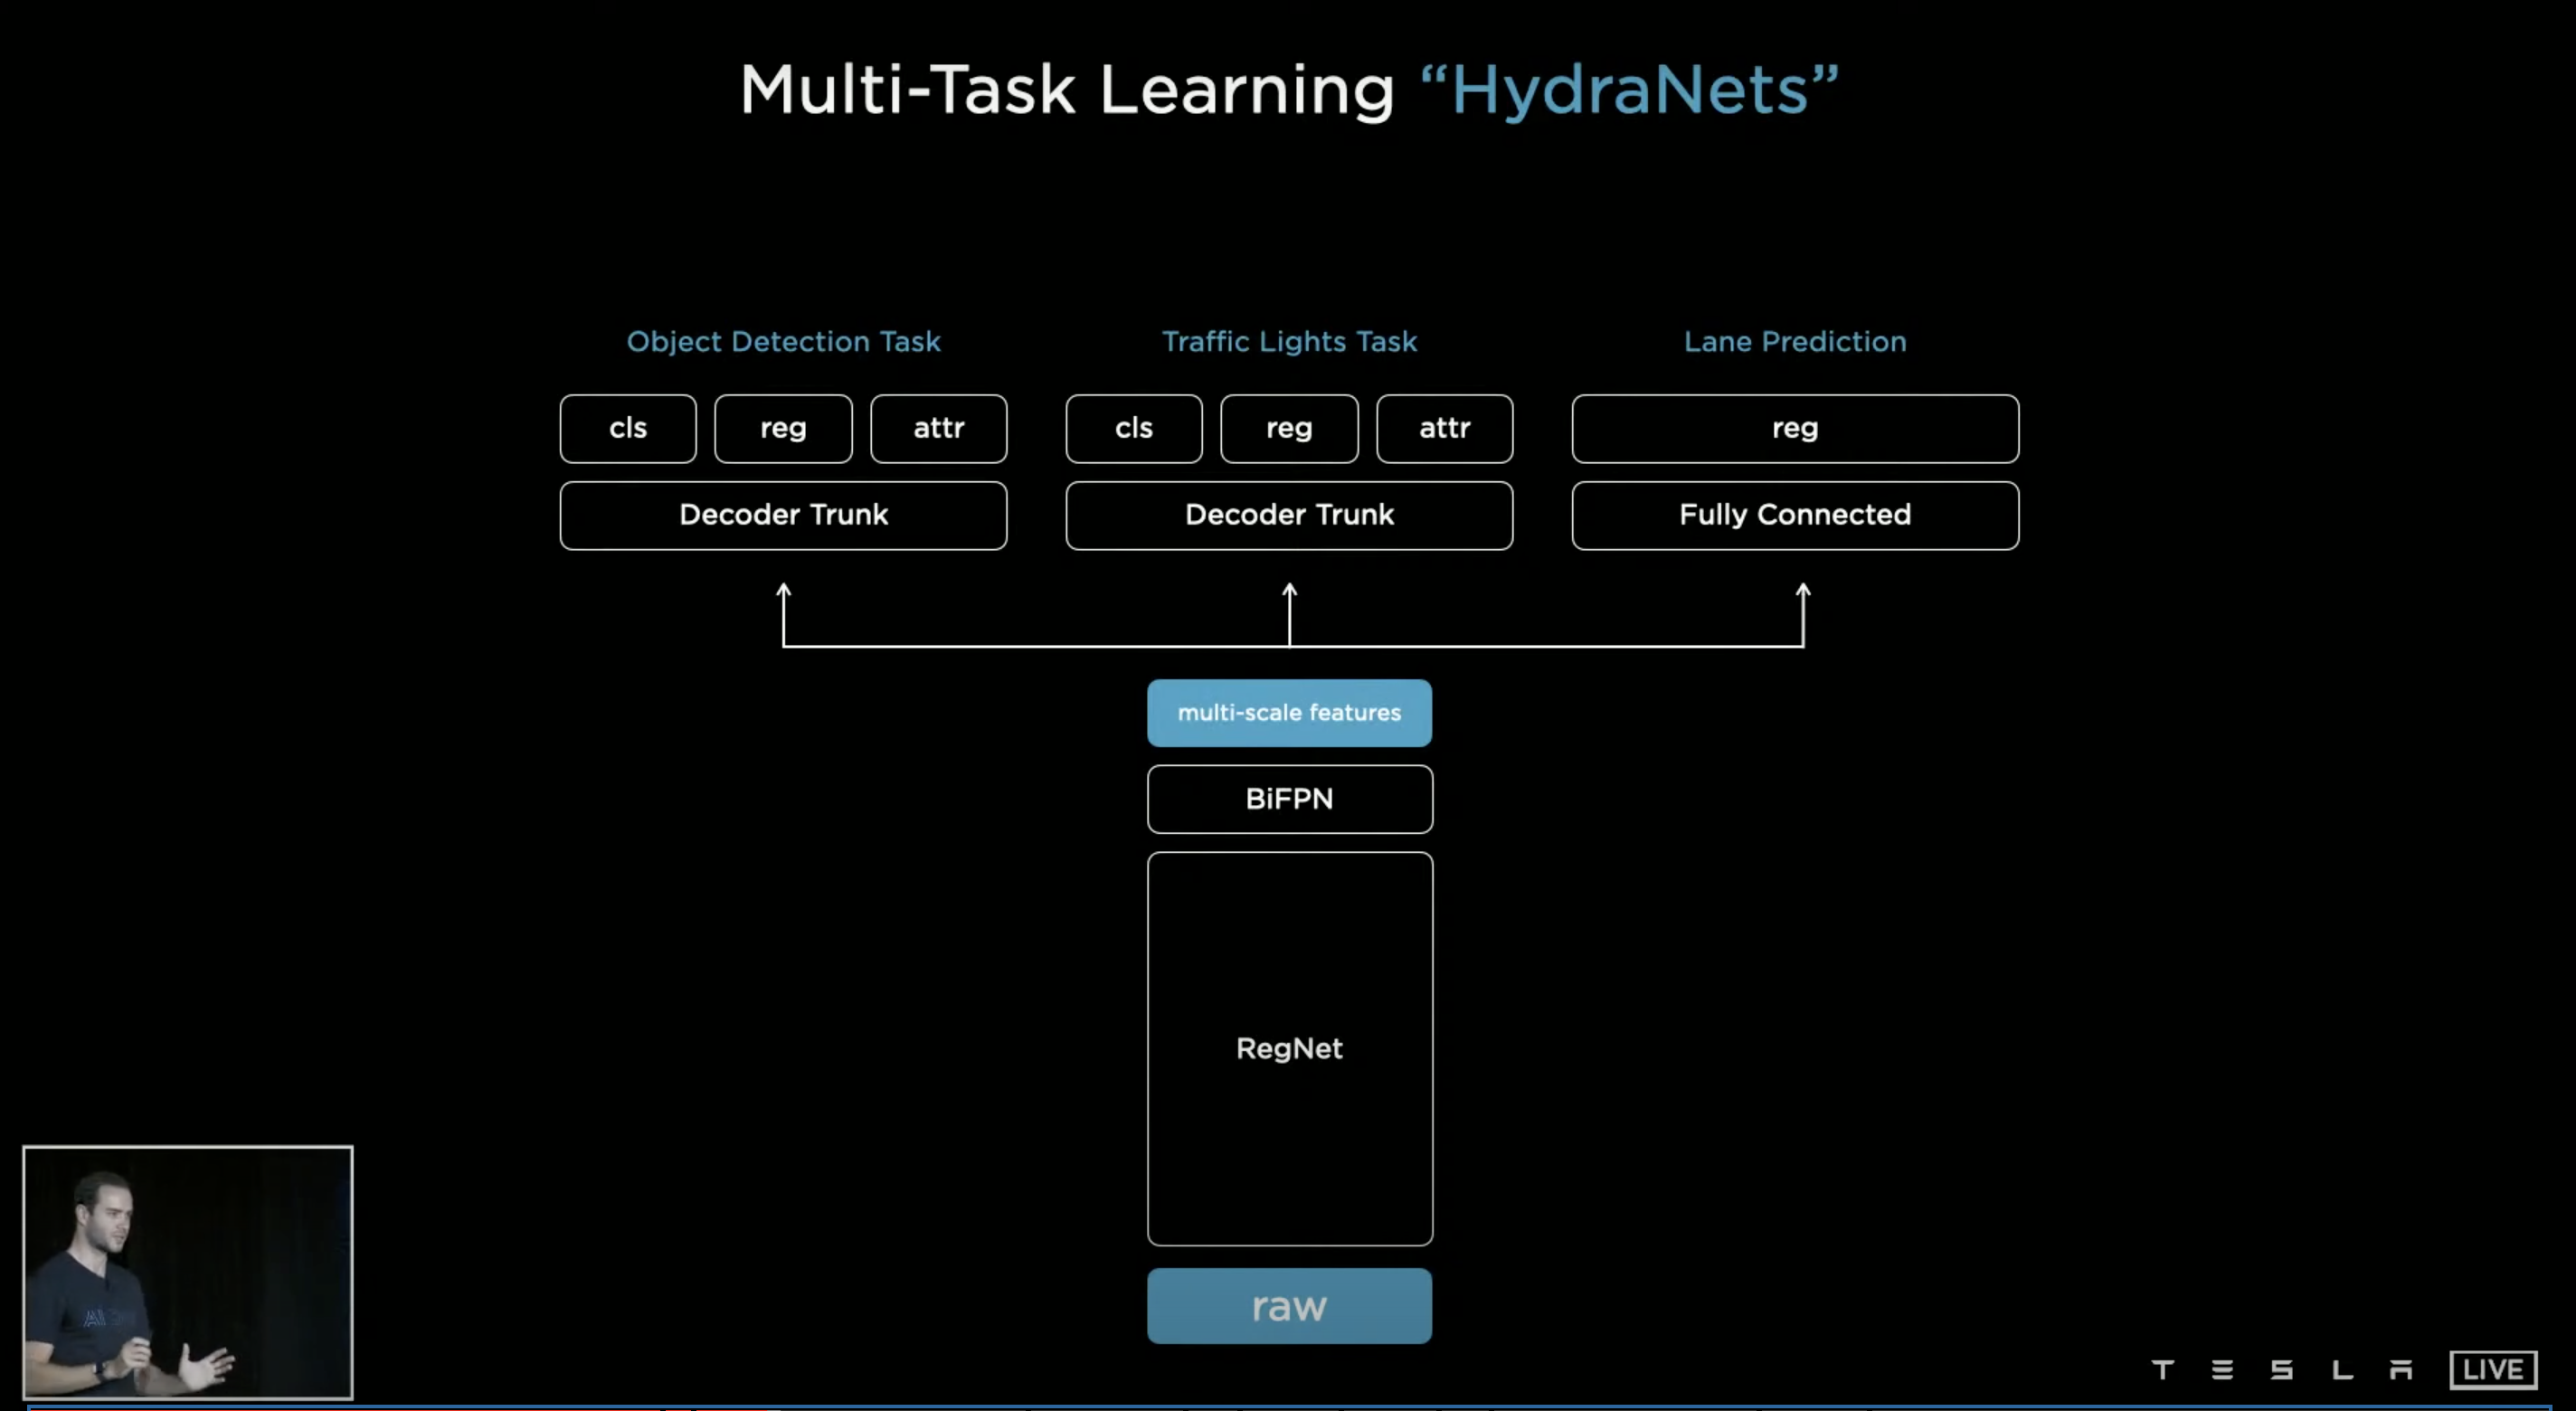 Multi-Task Learning “HydraNets”
Object Detection Task
Traffic Lights Task
Lane Prediction
cls reg attr
cls reg attr
reg
Decoder Trunk
Decoder Trunk
Fully Connected
multi-scale features
BiFPN
RegNet
raw
TESLA LIVE